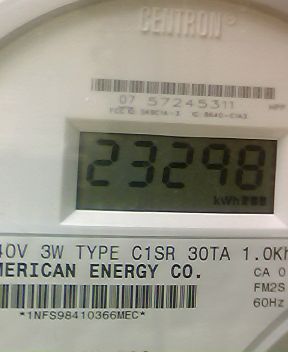 CENTRON®
07 57245311
23298
kWh
40V 3W TYPE C1SR 30TA 1.0Kh
MERICAN ENERGY CO.
CA 0
FM2S
60Hz
*1NFS98410366MEC*